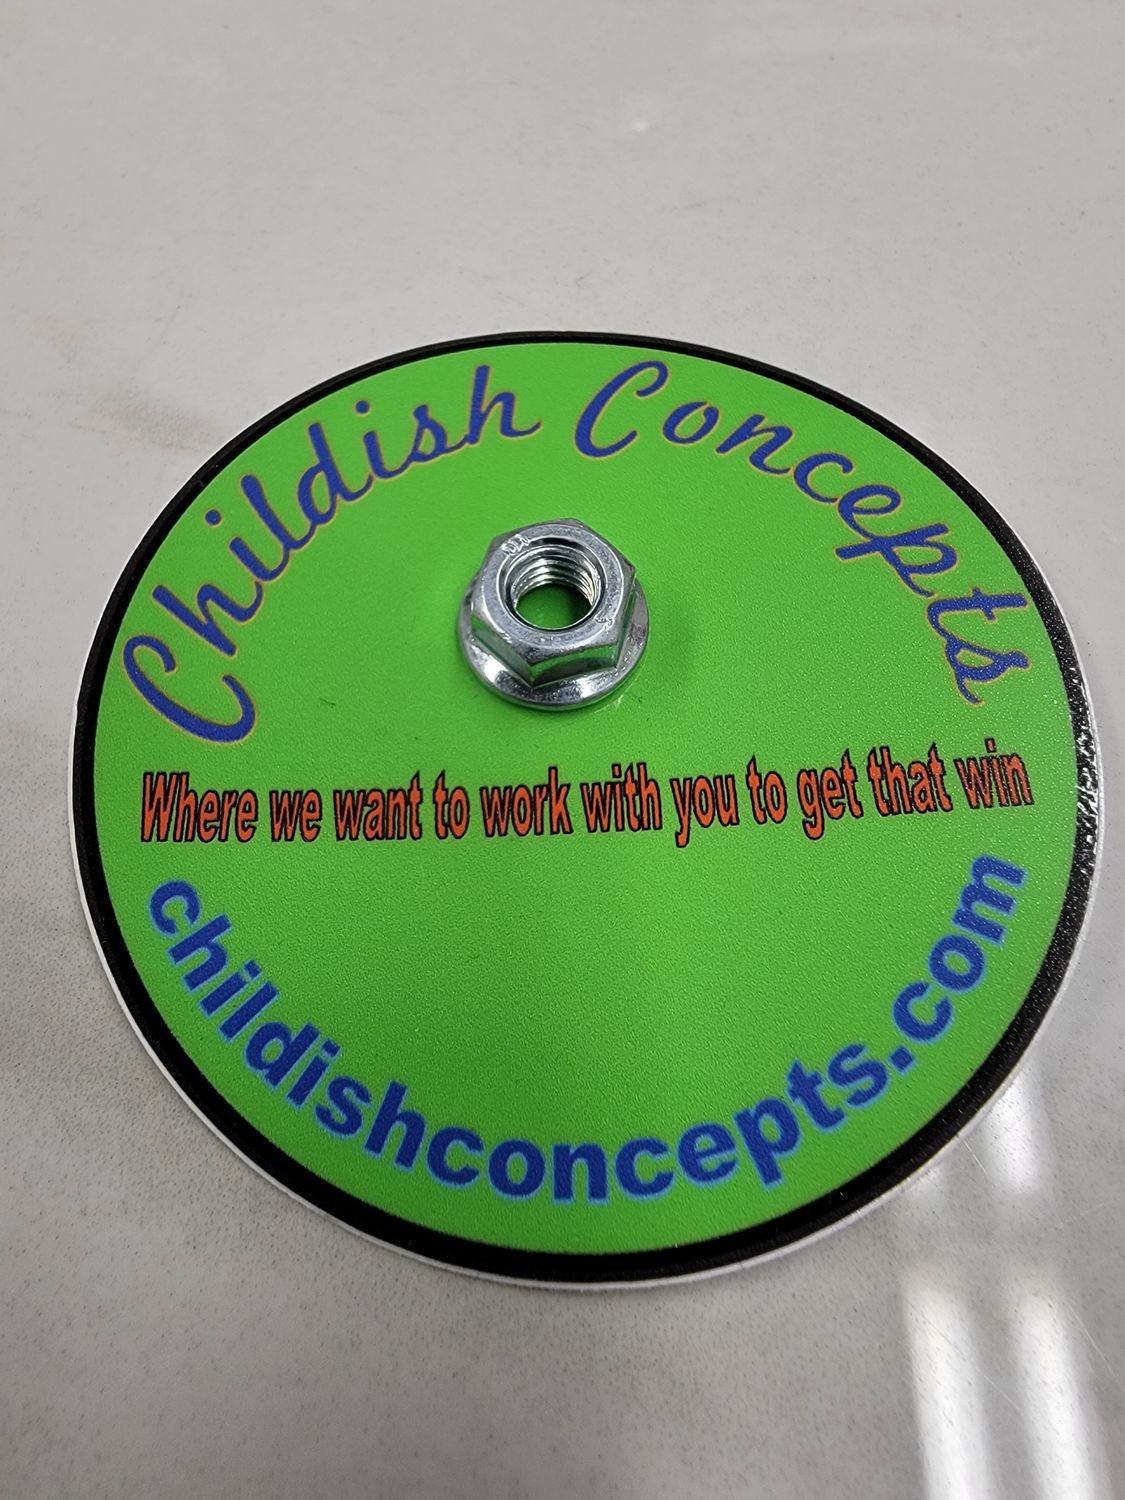 Childish Concepts
Where we want to work with you to get that win
childishconcepts.com